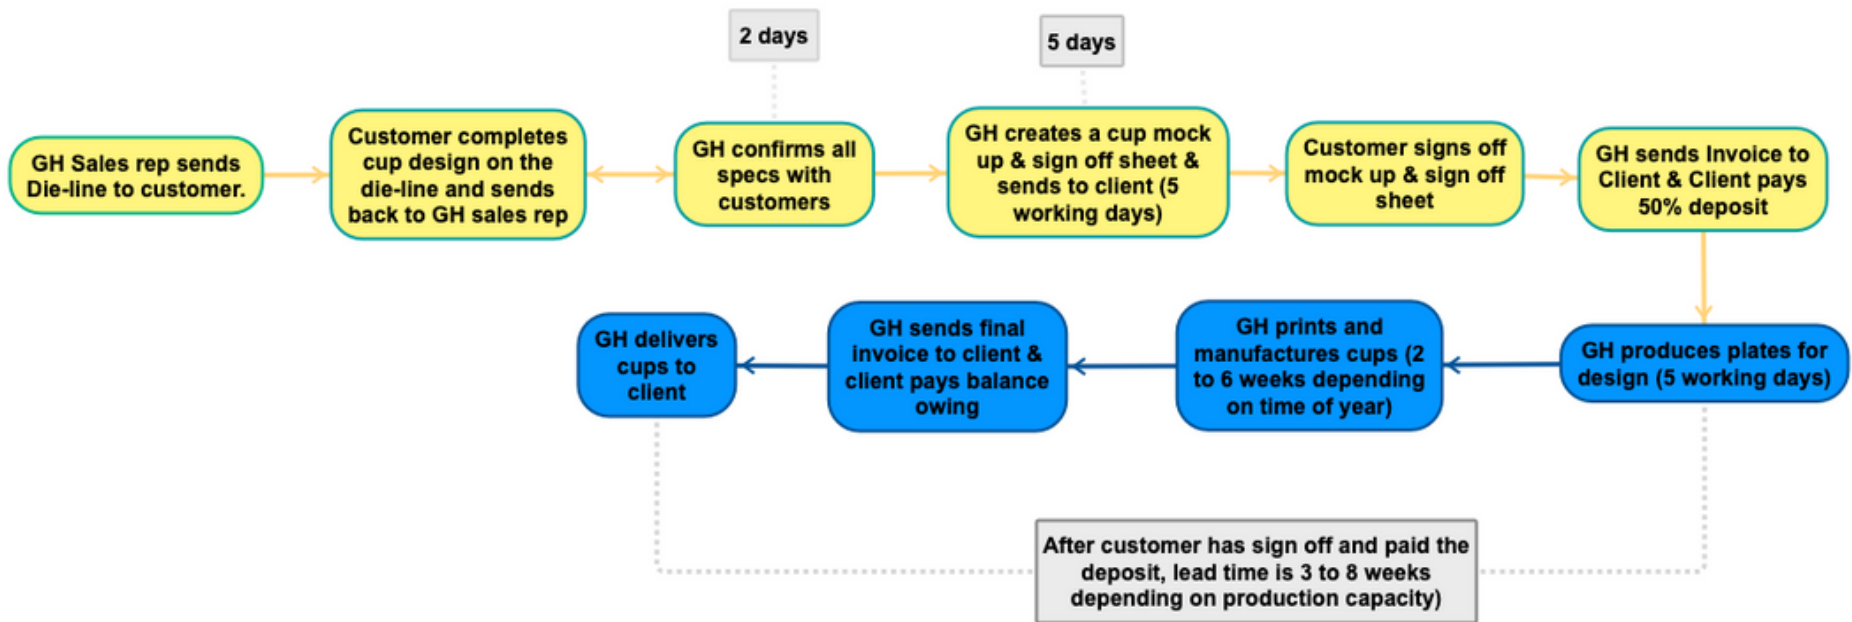 2 days
5 days
GH Sales rep sends
Die-line to customer.
Customer completes
cup design on the
die-line and sends
back to GH sales rep
GH confirms all
specs with
customers
GH creates a cup mock
up & sign off sheet &
sends to client (5
working days)
Customer signs off
mock up & sign off
sheet
GH sends Invoice to
Client & Client pays
50% deposit
GH produces plates for
design (5 working days)
GH prints and
manufactures cups (2
to 6 weeks depending
on time of year)
GH sends final
invoice to client &
client pays balance
owing
GH delivers
cups to
client
After customer has sign off and paid the
deposit, lead time is 3 to 8 weeks
depending on production capacity)